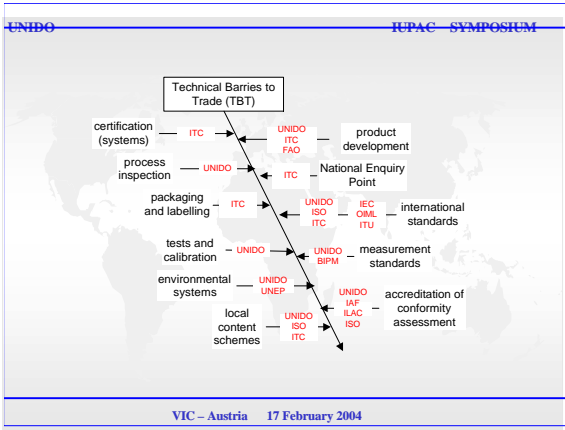 UNIDO IUPAC SYMPOSIUM
Technical Barries to
Trade (TBT)
certification
(systems)
ITC
UNIDO
ITC
FAO
product
development
process
inspection
UNIDO
ITC
National Enquiry
Point
packaging
and labelling
ITC
UNIDO
ISO
ITC
IEC
OIML
ITU
international
standards
tests and
calibration
UNIDO
UNIDO
BIPM
measurement
standards
environmental
systems
UNIDO
UNEP
UNIDO
IAF
ILAC
ISO
accreditation of
conformity
assessment
local
content
schemes
UNIDO
ISO
ITC
VIC – Austria 17 February 2004